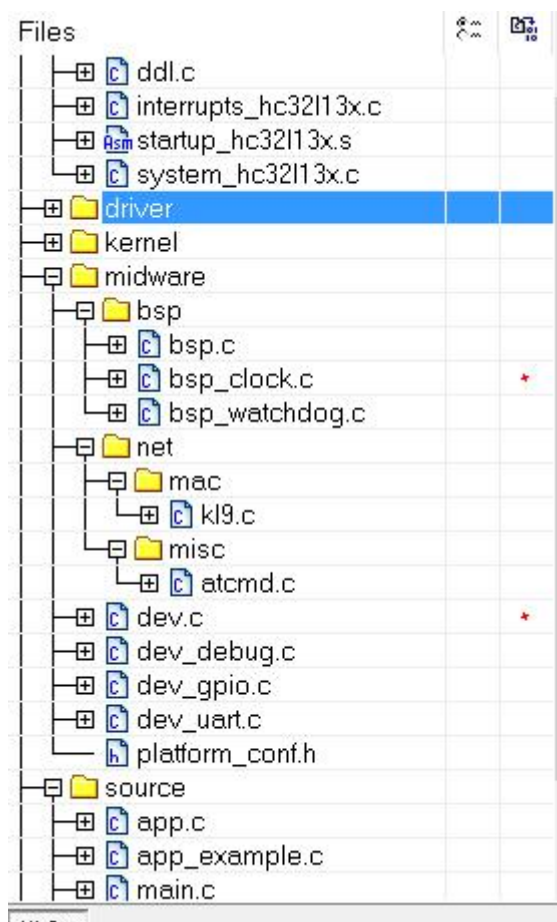 Files
ddl.c
interrupts_hc32l13x.c
startup_hc32l13x.s
system_hc32l13x.c
driver
kernel
midware
bsp
bsp.c
bsp_clock.c
bsp_watchdog.c
net
mac
kl9.c
misc
atcmd.c
dev.c
dev_debug.c
dev_gpio.c
dev_uart.c
platform_conf.h
source
app.c
app_example.c
main.c